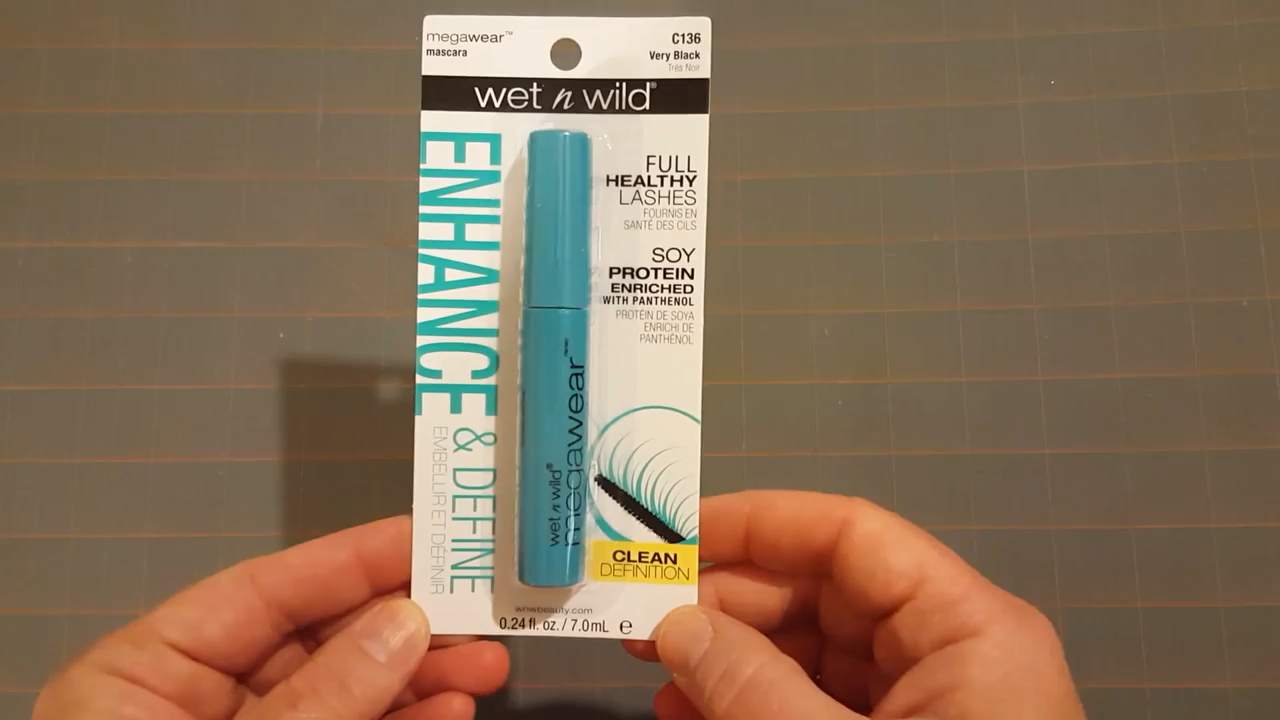 megawear™
mascara
C136
Very Black
Très Noir
wet n wild®
ENHANCE
& DEFINE
EMBELLIR ET DÉFINIR
FULL
HEALTHY
LASHES
FOURNIS EN
SANTÉ DES CILS
SOY
PROTEIN
ENRICHED
WITH PANTHENOL
PROTÉIN DE SOYA
ENRICHI DE
PANTHÉNOL
wet n wild®
megawear™
CLEAN
DEFINITION
wnwbeauty.com
0.24 fl. oz. / 7.0mL e